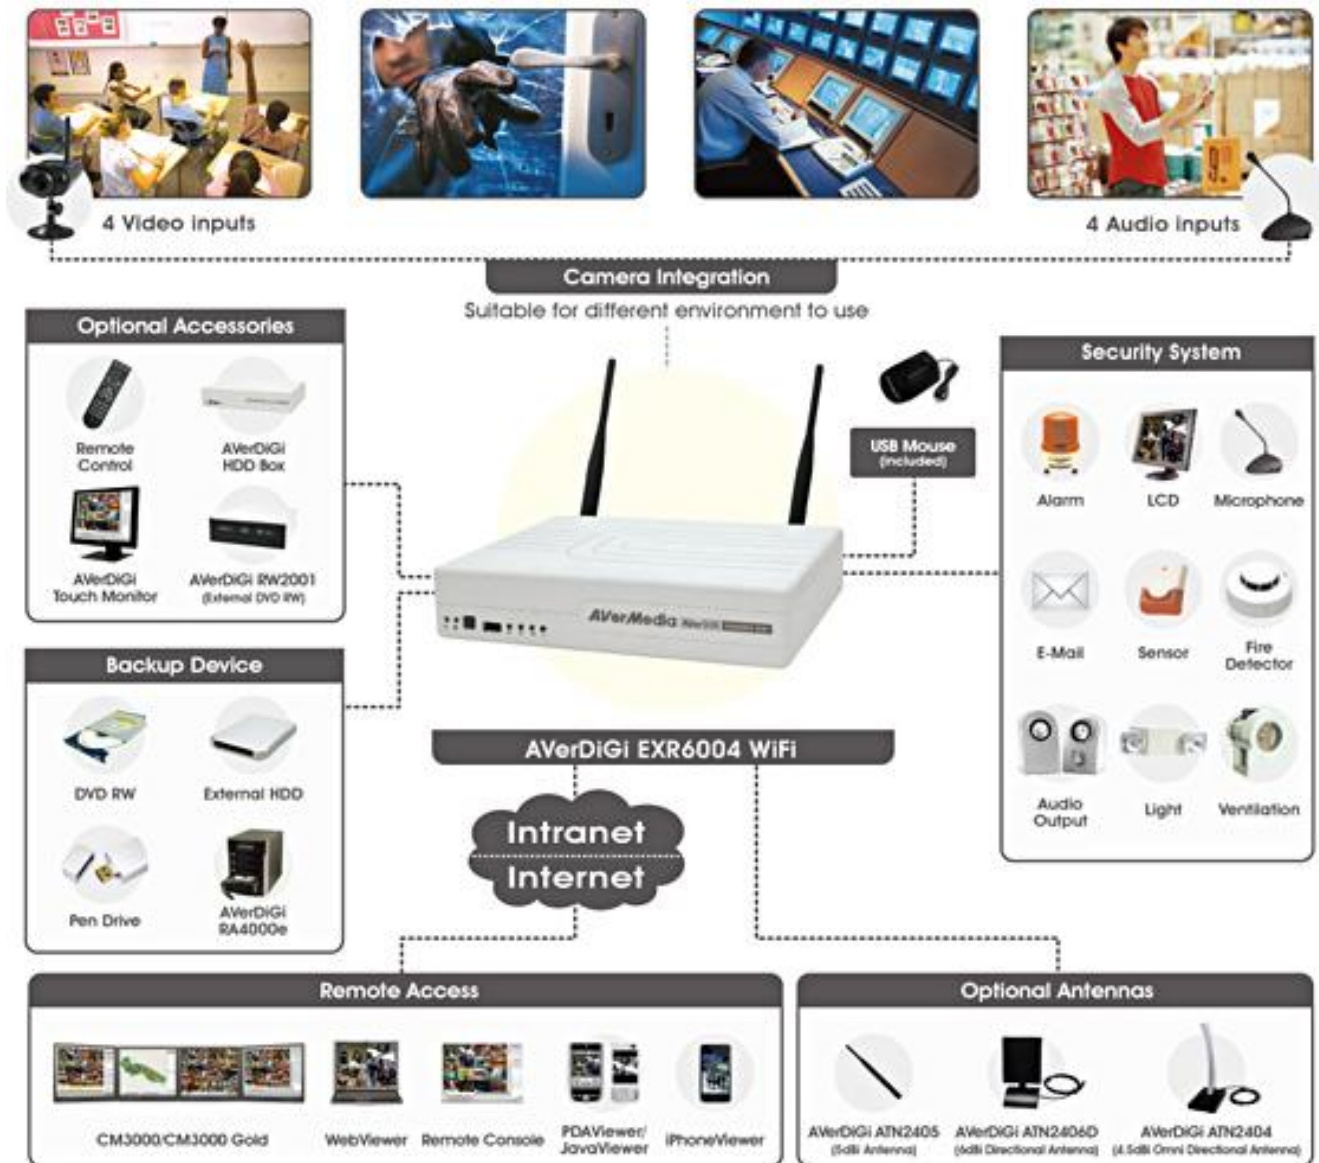 4 Video inputs
4 Audio inputs
Camera Integration
Suitable for different environment to use
Optional Accessories
Remote
Control
AVerDiGi
HDD Box
AVerDiGi
Touch Monitor
AVerDiGi RW2001
(External DVD RW)
USB Mouse
(included)
Security System
Alarm
LCD
Microphone
E-Mail
Sensor
Fire
Detector
Audio
Output
Light
Ventilation
AVerMedia
Backup Device
DVD RW
External HDD
Pen Drive
AVerDiGi
RA4000e
AVerDiGi EXR6004 WiFi
Intranet
Internet
Remote Access
CM3000/CM3000 Gold
WebViewer
Remote Console
PDAViewer/
JavaViewer
iPhoneViewer
Optional Antennas
AVerDiGi ATN2405
(5dBi Antenna)
AVerDiGi ATN2406D
(6dBi Directional Antenna)
AVerDiGi ATN2404
(4.5dBi Omni Directional Antenna)